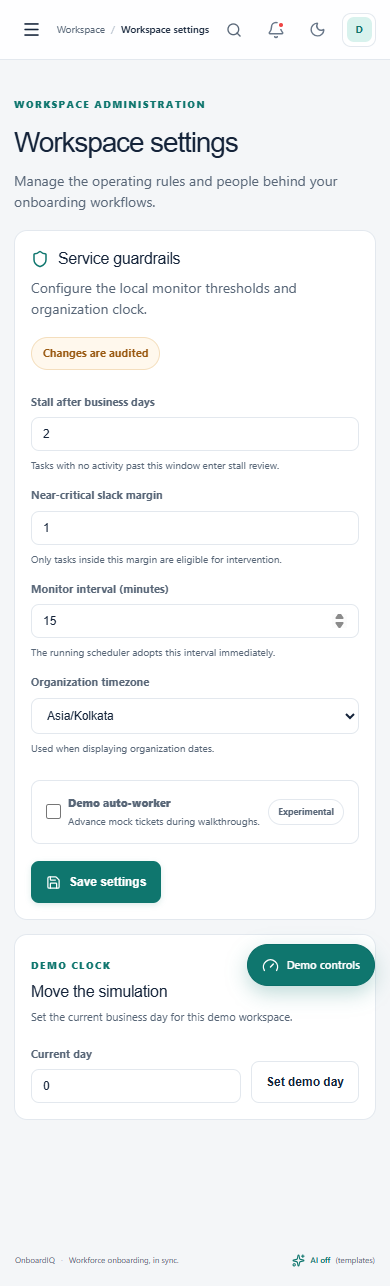 Workspace / Workspace settings
D
WORKSPACE ADMINISTRATION
Workspace settings
Manage the operating rules and people behind your
onboarding workflows.
Service guardrails
Configure the local monitor thresholds and
organization clock.
Changes are audited
Stall after business days
2
Tasks with no activity past this window enter stall review.
Near-critical slack margin
1
Only tasks inside this margin are eligible for intervention.
Monitor interval (minutes)
15
The running scheduler adopts this interval immediately.
Organization timezone
Asia/Kolkata
Used when displaying organization dates.
Demo auto-worker
Advance mock tickets during walkthroughs.
Experimental
Save settings
DEMO CLOCK
Demo controls
Move the simulation
Set the current business day for this demo workspace.
Current day
0
Set demo day
OnboardIQ · Workforce onboarding, in sync.
AI off (templates)